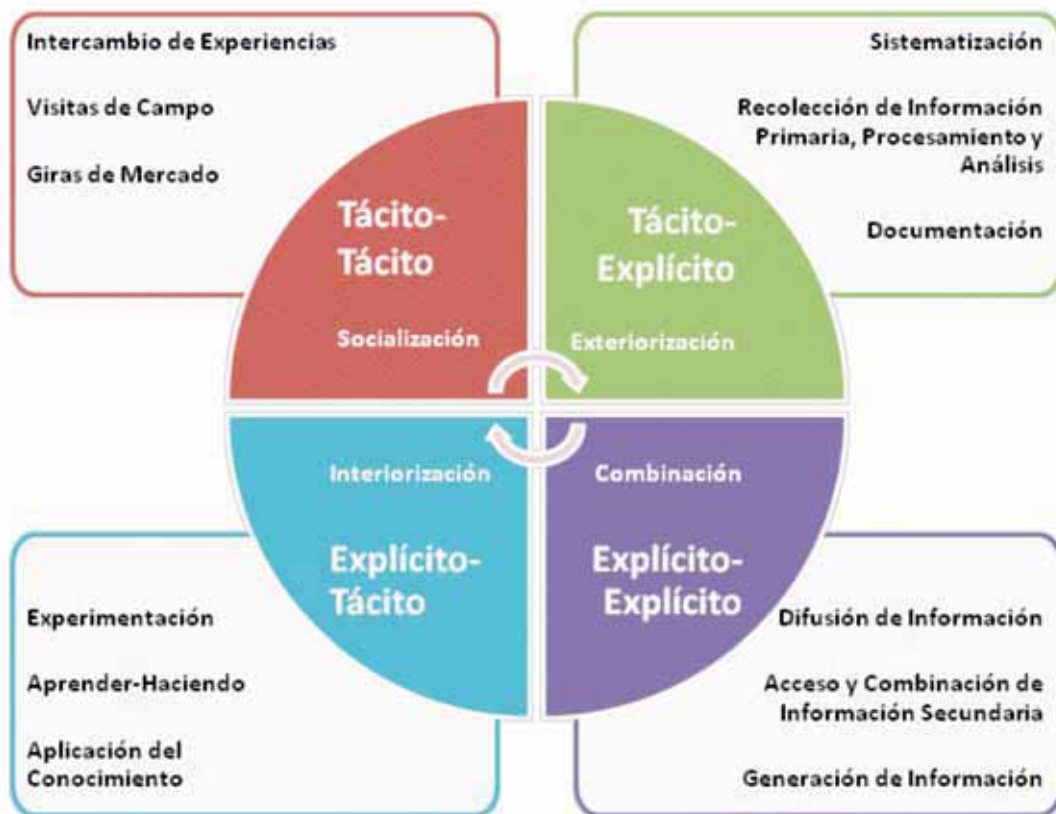 Intercambio de Experiencias
Visitas de Campo
Giras de Mercado
Tácito-
Tácito
Socialización
Sistematización
Recolección de Información
Primaria, Procesamiento y
Análisis
Documentación
Tácito-
Explícito
Exteriorización
Interiorización
Explícito-
Tácito
Experimentación
Aprender-Haciendo
Aplicación del
Conocimiento
Combinación
Explícito-
Explícito
Difusión de Información
Acceso y Combinación de
Información Secundaria
Generación de Información